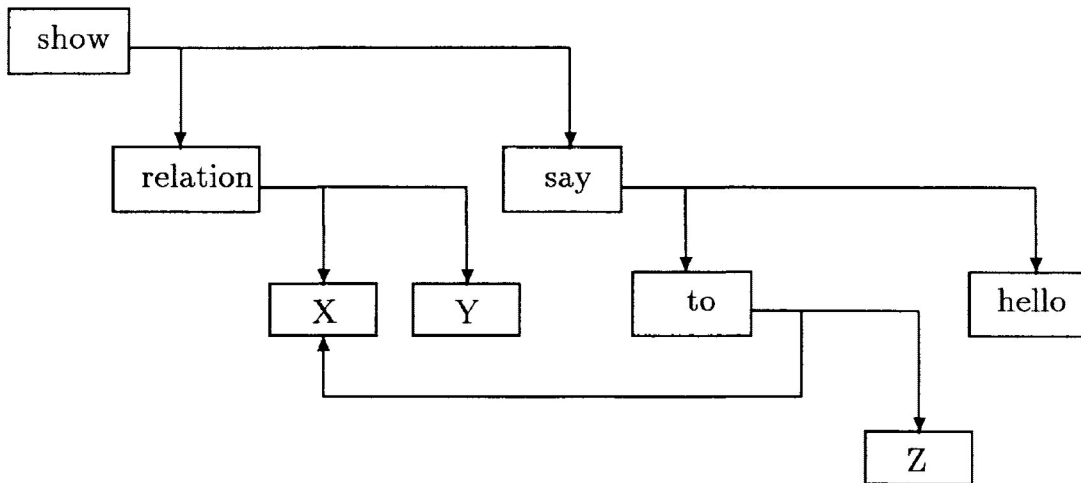 show
relation
say
X
Y
to
hello
Z